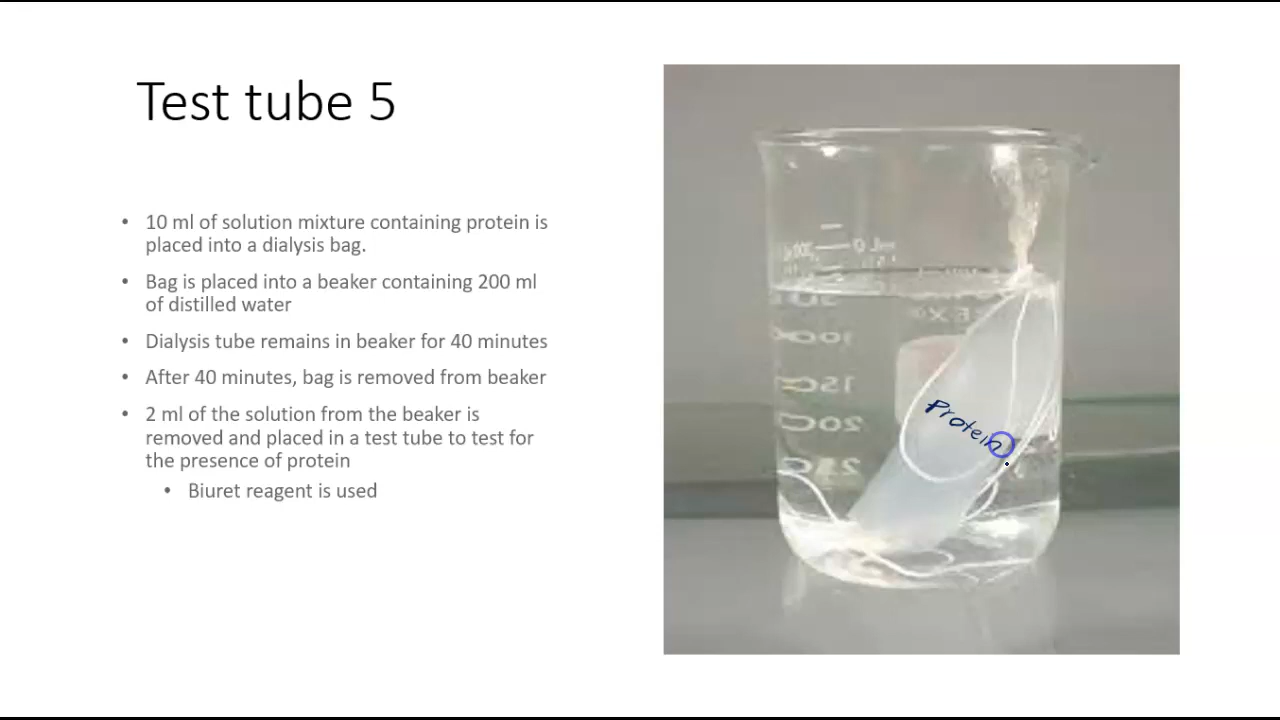 Test tube 5
• 10 ml of solution mixture containing protein is
placed into a dialysis bag.
• Bag is placed into a beaker containing 200 ml
of distilled water
• Dialysis tube remains in beaker for 40 minutes
• After 40 minutes, bag is removed from beaker
• 2 ml of the solution from the beaker is
removed and placed in a test tube to test for
the presence of protein
• Biuret reagent is used
Protein